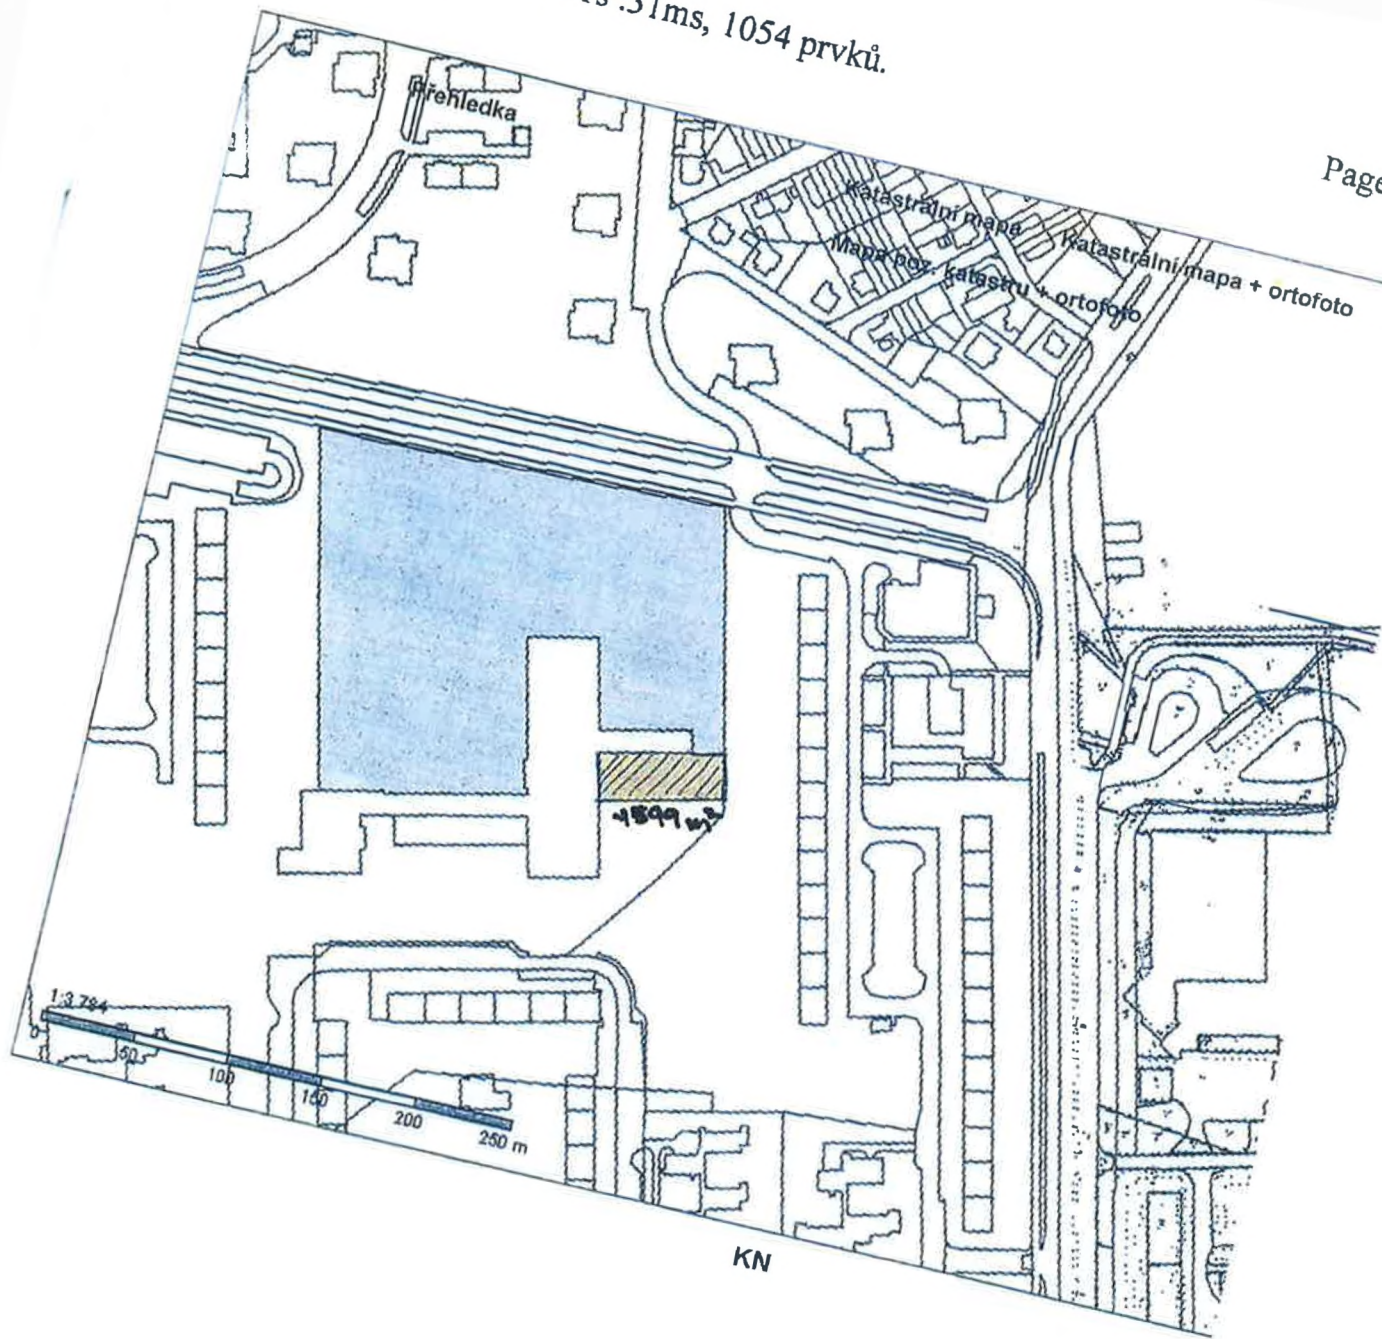 :31ms, 1054 prvků.
Page
Přehledka
Katastrální mapa
Katastrální mapa + ortofoto
Mapa poz. katastru + ortofoto
1599 m²
1:3 784
50
100
150
200
250 m
KN